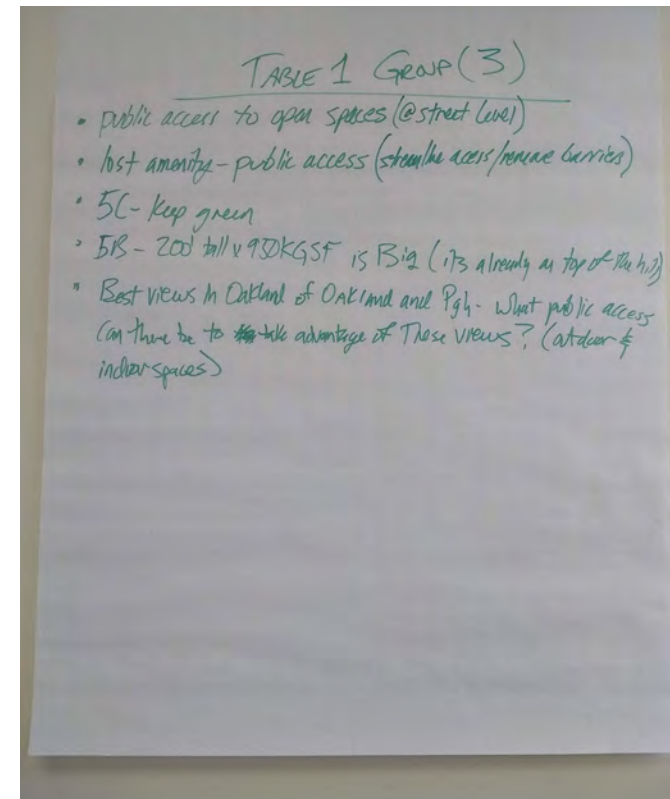 TABLE 1 GROUP (3)
• public access to open spaces (@ street level)
• lost amenity - public access (streamline access/remove barriers)
• 5C - Keep green
• 5B - 200' tall v 950KGSF is Big (its already on top of the hill)
• Best views in Oakland of OAKland and Pgh. What public access
Can there be to take advantage of These views? (outdoor &
indoor spaces)